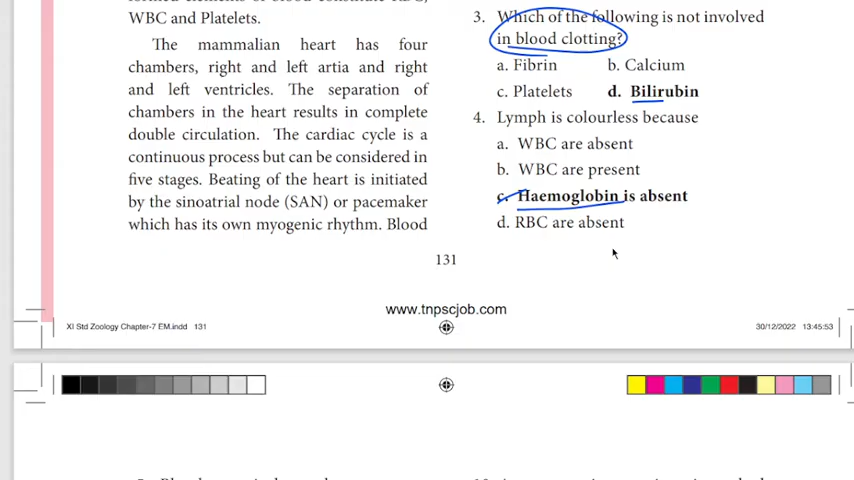 WBC and Platelets.
The mammalian heart has four
chambers, right and left artia and right
and left ventricles. The separation of
chambers in the heart results in complete
double circulation. The cardiac cycle is a
continuous process but can be considered in
five stages. Beating of the heart is initiated
by the sinoatrial node (SAN) or pacemaker
which has its own myogenic rhythm. Blood
3. Which of the following is not involved
in blood clotting?
a. Fibrin b. Calcium
c. Platelets d. Bilirubin
4. Lymph is colourless because
a. WBC are absent
b. WBC are present
c. Haemoglobin is absent
d. RBC are absent
131
www.tnpscjob.com
XI Std Zoology Chapter-7 EM.indd 131
30/12/2022 13:45:53